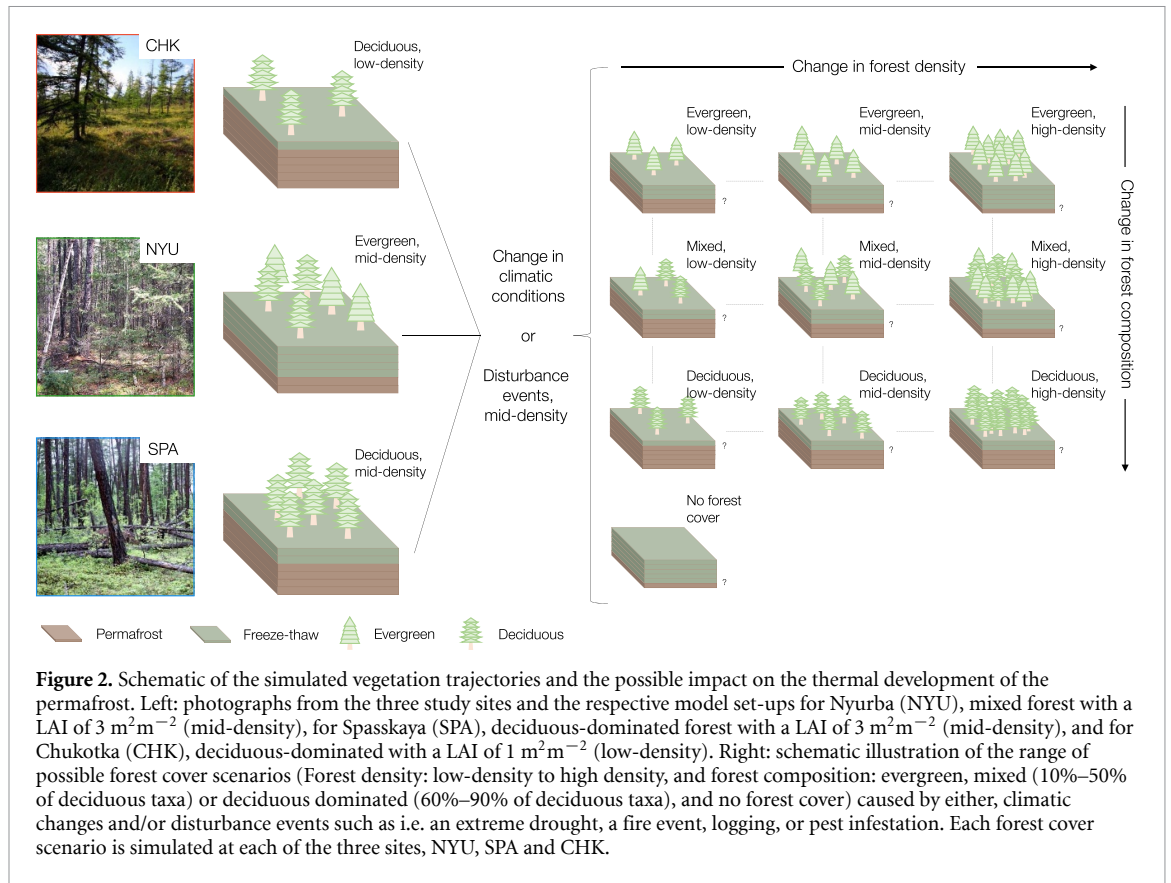 CHK
Deciduous,
low-density
NYU
Evergreen,
mid-density
SPA
Deciduous,
mid-density
Change in
climatic
conditions
or
Disturbance
events,
mid-density
Change in forest density
Change in forest composition
Evergreen,
low-density
?
Evergreen,
mid-density
?
Evergreen,
high-density
?
Mixed,
low-density
?
Mixed,
mid-density
?
Mixed,
high-density
?
Deciduous,
low-density
?
Deciduous,
mid-density
?
Deciduous,
high-density
?
No forest
cover
?
Permafrost
Freeze-thaw
Evergreen
Deciduous
Figure 2. Schematic of the simulated vegetation trajectories and the possible impact on the thermal development of the
permafrost. Left: photographs from the three study sites and the respective model set-ups for Nyurba (NYU), mixed forest with a
LAI of 3 m²m⁻² (mid-density), for Spasskaya (SPA), deciduous-dominated forest with a LAI of 3 m²m⁻² (mid-density), and for
Chukotka (CHK), deciduous-dominated with a LAI of 1 m²m⁻² (low-density). Right: schematic illustration of the range of
possible forest cover scenarios (Forest density: low-density to high density, and forest composition: evergreen, mixed (10%–50%
of deciduous taxa) or deciduous dominated (60%–90% of deciduous taxa), and no forest cover) caused by either, climatic
changes and/or disturbance events such as i.e. an extreme drought, a fire event, logging, or pest infestation. Each forest cover
scenario is simulated at each of the three sites, NYU, SPA and CHK.